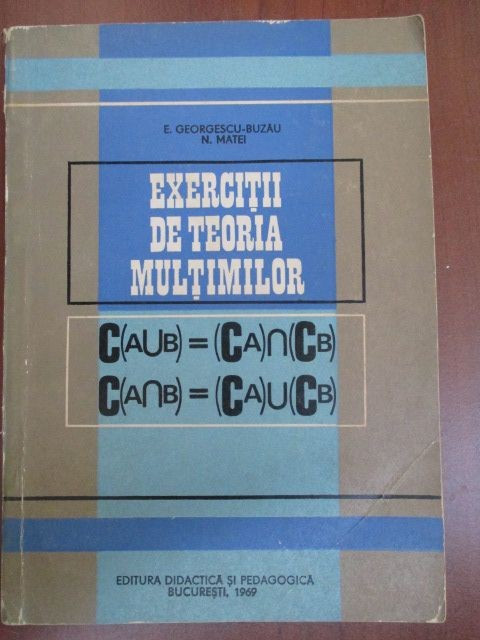 E. GEORGESCU-BUZĂU
N. MATEI
EXERCIȚII
DE TEORIA
MULȚIMILOR
C(A∪B) = (CA)∩(CB)
C(A∩B) = (CA)∪(CB)
EDITURA DIDACTICĂ ȘI PEDAGOGICĂ
BUCUREȘTI, 1969